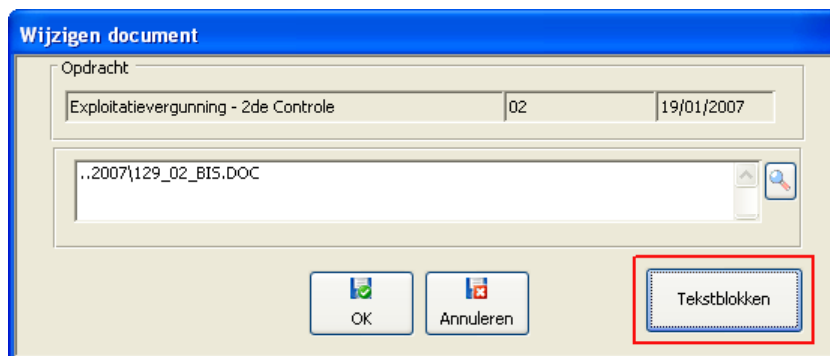 Wijzigen document
Opdracht
Exploitatievergunning - 2de Controle 02 19/01/2007
..2007\129_02_BIS.DOC
OK Annuleren Tekstblokken